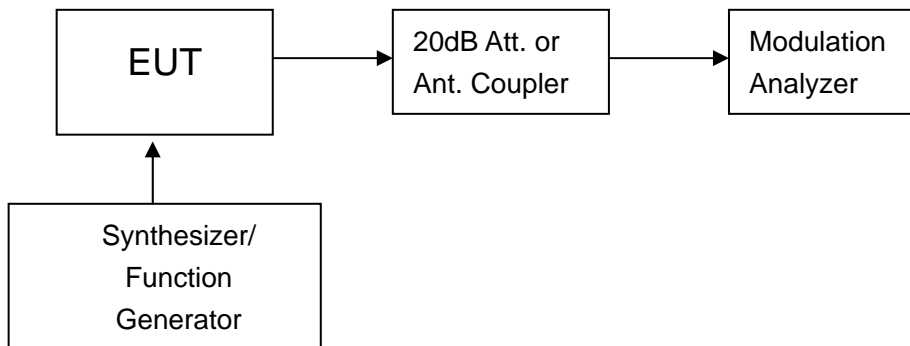 EUT
20dB Att. or
Ant. Coupler
Modulation
Analyzer
Synthesizer/
Function
Generator